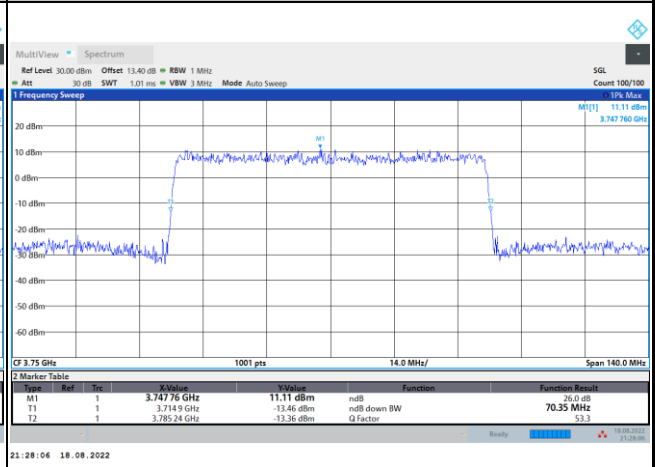 MultiView Spectrum
Ref Level 30.00 dBm Offset 13.40 dB RBW 1 MHz SGL
Att 30 dB SWT 1.01 ms VBW 3 MHz Mode Auto Sweep Count 100/100
1 Frequency Sweep 1Pk Max
M1[1] 11.11 dBm
3.747 760 GHz
M1
20 dBm
10 dBm
0 dBm
-10 dBm
-20 dBm
-30 dBm
-40 dBm
-50 dBm
-60 dBm
CF 3.75 GHz 1001 pts 14.0 MHz/ Span 140.0 MHz
2 Marker Table
Type Ref Trc X-Value Y-Value Function Function Result
M1 1 3.747 76 GHz 11.11 dBm ndB 26.0 dB
T1 1 3.714 9 GHz -13.46 dBm ndB down BW 70.35 MHz
T2 1 3.785 24 GHz -13.36 dBm Q Factor 53.3
Ready 18.08.2022
21:28:06
21:28:06 18.08.2022